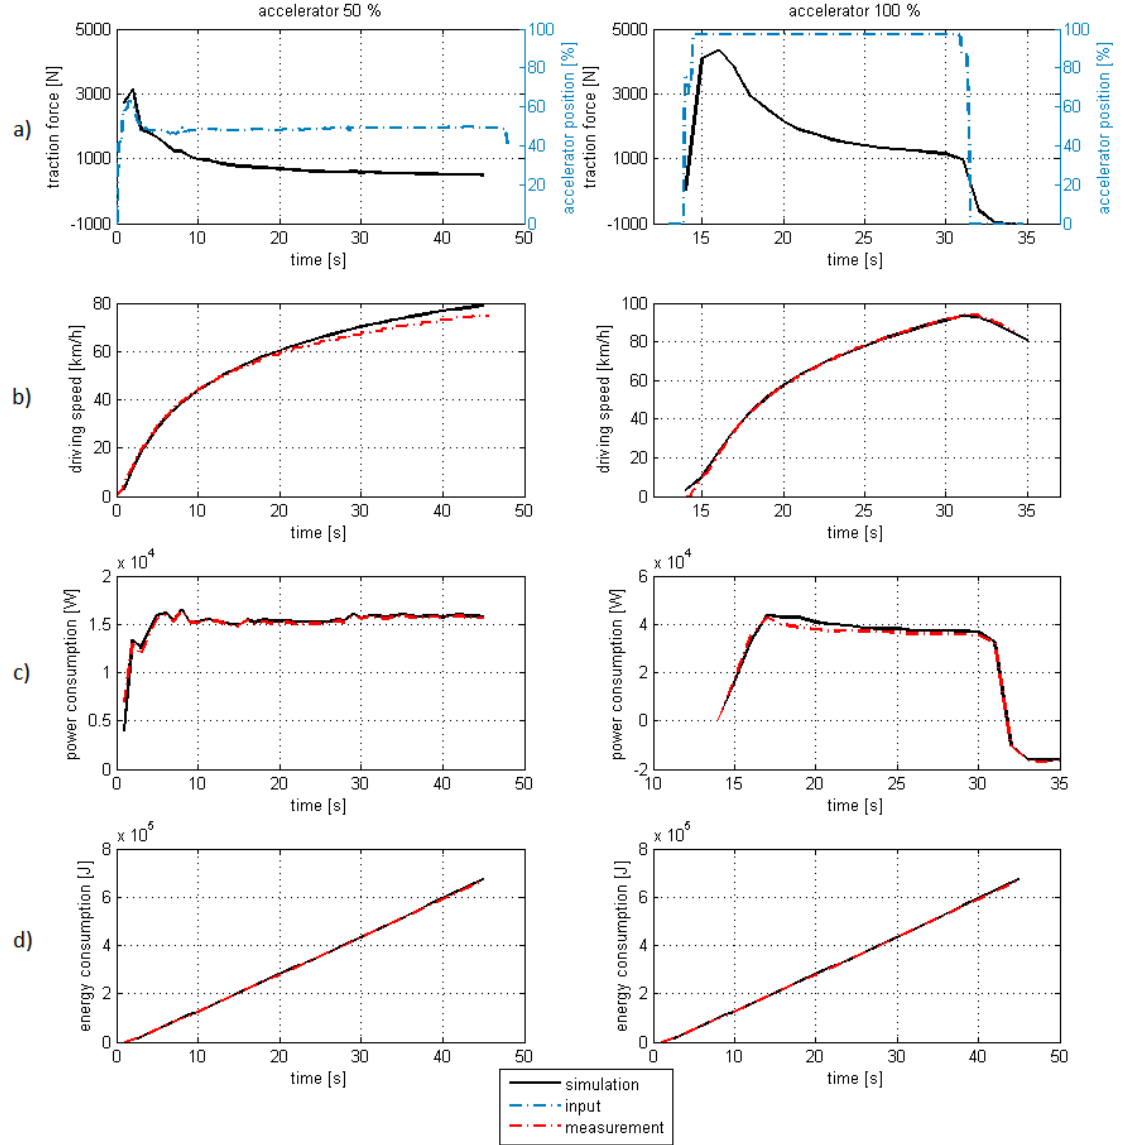 accelerator 50 %
accelerator 100 %
a)
traction force [N]
5000
3000
1000
-1000
0 10 20 30 40 50
time [s]
100
80
60
40
20
0
accelerator position [%]
traction force [N]
5000
3000
1000
-1000
15 20 25 30 35
time [s]
100
80
60
40
20
0
accelerator position [%]
b)
driving speed [km/h]
80
60
40
20
0
0 10 20 30 40 50
time [s]
driving speed [km/h]
100
80
60
40
20
0
15 20 25 30 35
time [s]
c)
power consumption [W]
x 10^4
2
1.5
1
0.5
0
0 10 20 30 40 50
time [s]
power consumption [W]
x 10^4
6
4
2
0
-2
10 15 20 25 30 35
time [s]
d)
energy consumption [J]
x 10^5
8
6
4
2
0
0 10 20 30 40 50
time [s]
energy consumption [J]
x 10^5
8
6
4
2
0
0 10 20 30 40 50
time [s]
simulation
input
measurement